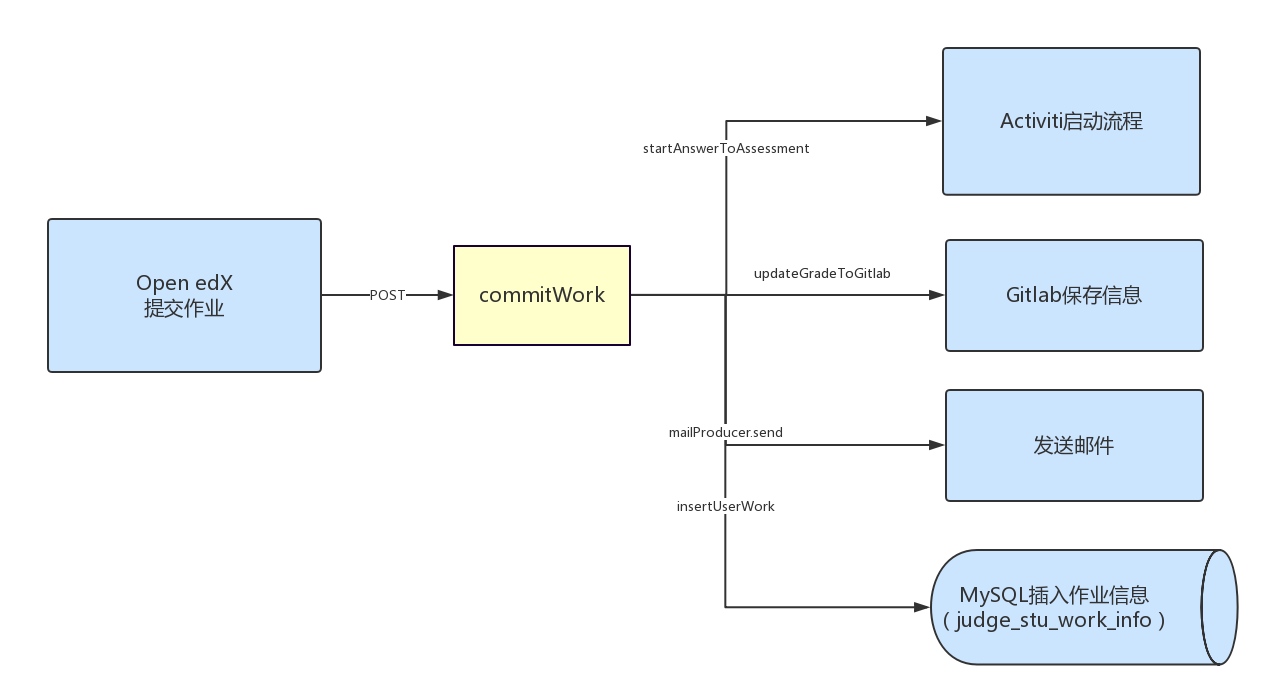 Open edX
提交作业
POST
commitWork
startAnswerToAssessment
Activiti启动流程
updateGradeToGitlab
Gitlab保存信息
mailProducer.send
发送邮件
insertUserWork
MySQL插入作业信息
（judge_stu_work_info）